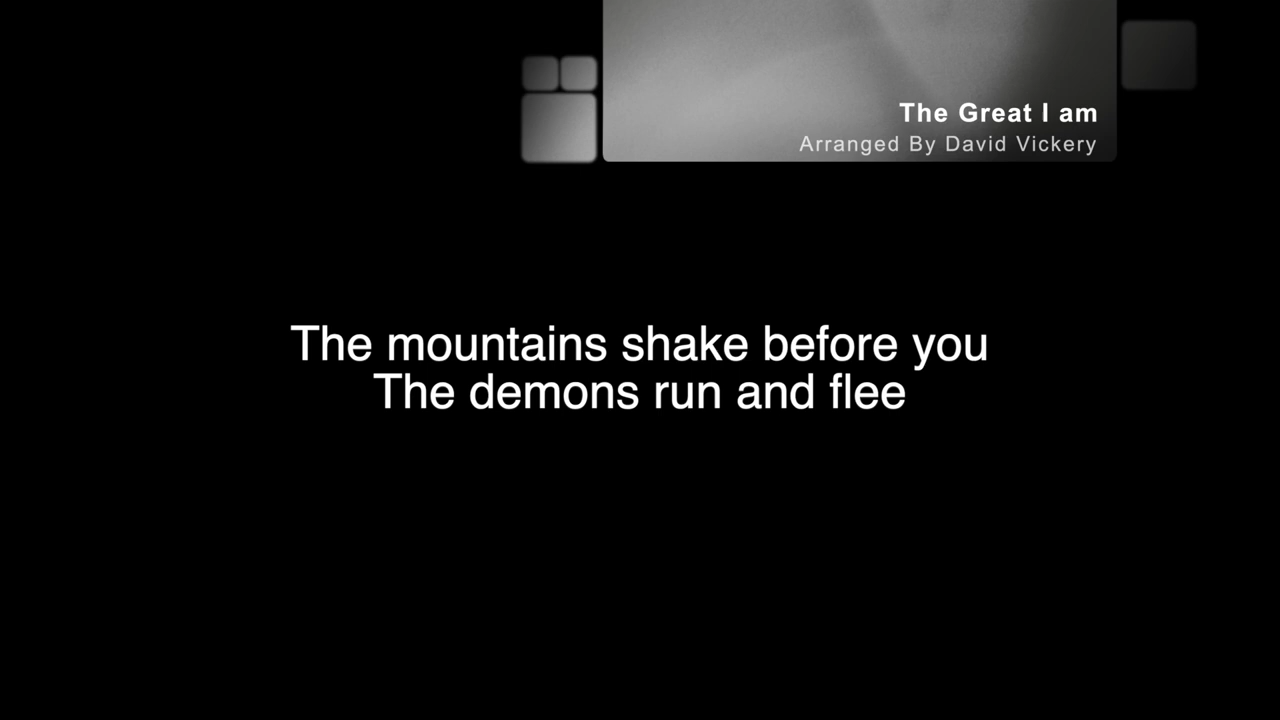 The Great I am
Arranged By David Vickery
The mountains shake before you
The demons run and flee